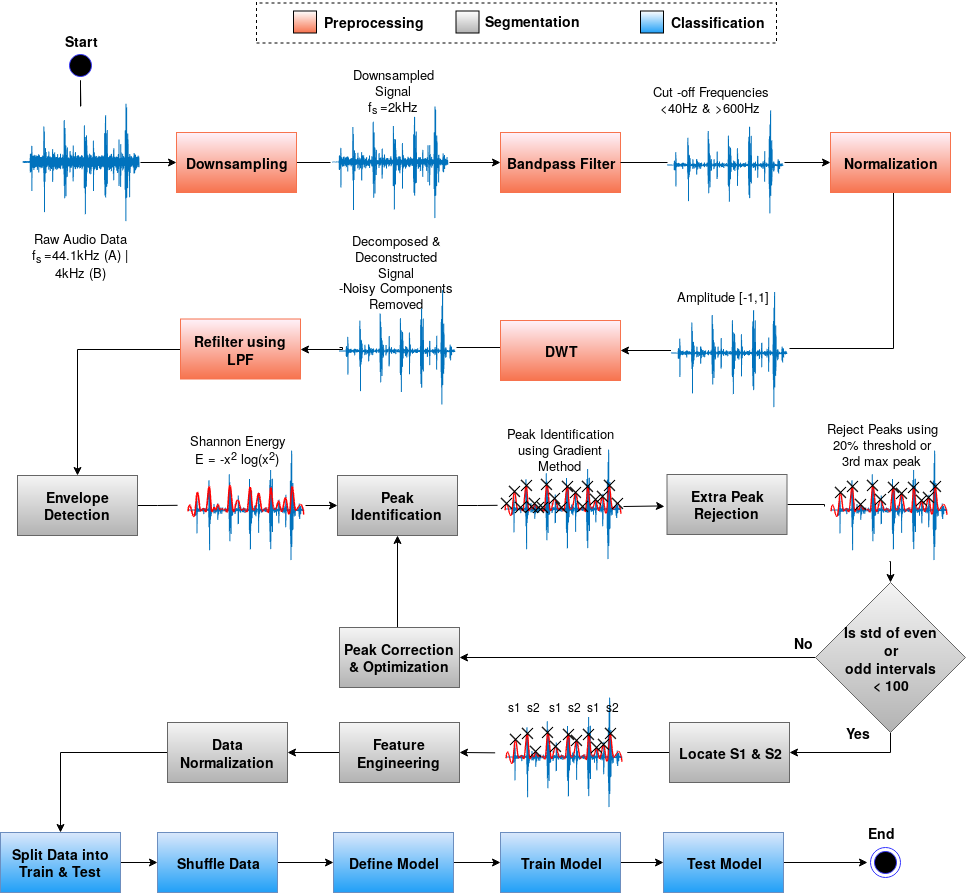 Preprocessing
Segmentation
Classification
Start
Downsampled
Signal
fs =2kHz
Cut -off Frequencies
<40Hz & >600Hz
Downsampling
Bandpass Filter
Normalization
Raw Audio Data
fs =44.1kHz (A) |
4kHz (B)
Decomposed &
Deconstructed
Signal
-Noisy Components
Removed
Amplitude [-1,1]
Refilter using
LPF
DWT
Shannon Energy
E = -x2 log(x2)
Peak Identification
using Gradient
Method
Reject Peaks using
20% threshold or
3rd max peak
Envelope
Detection
Peak
Identification
Extra Peak
Rejection
Is std of even
or
odd intervals
< 100
No
Peak Correction
& Optimization
Yes
s1 s2 s1 s2 s1 s2
Data
Normalization
Feature
Engineering
Locate S1 & S2
Split Data into
Train & Test
Shuffle Data
Define Model
Train Model
Test Model
End